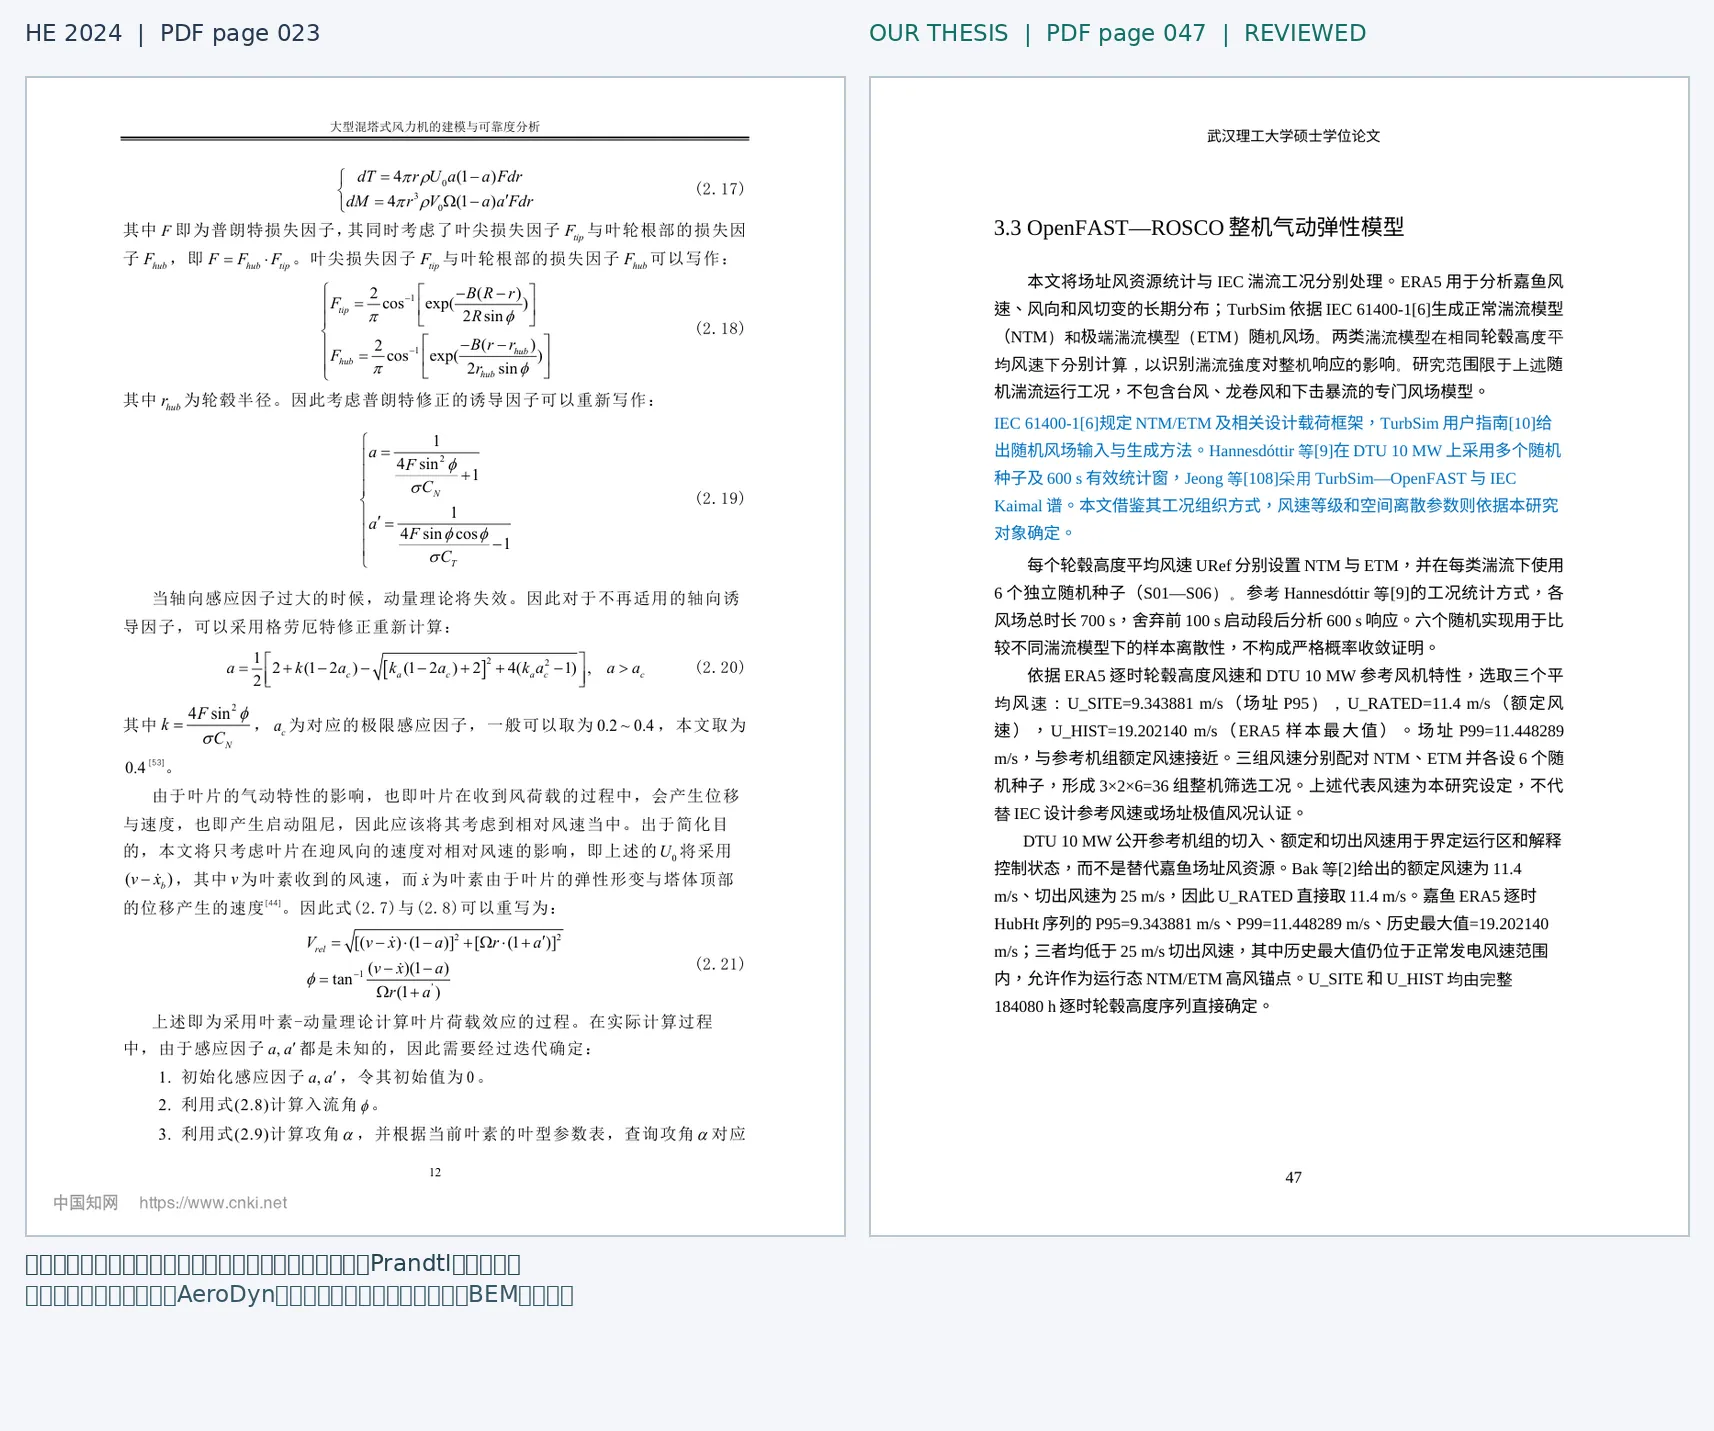 HE 2024 | PDF page 023
大型混塔式风力机的建模与可靠度分析
dT = 4πrρU₀a(1−a)Fdr
dM = 4πr³ρV₀Ω(1−a)a′Fdr
(2.17)
其中 F 即为普朗特损失因子，其同时考虑了叶尖损失因子 F_tip 与叶轮根部的损失因
子 F_hub，即 F = F_hub · F_tip。叶尖损失因子 F_tip 与叶轮根部的损失因子 F_hub 可以写作：
F_tip = 2/π cos⁻¹[exp(−B(R−r)/2R sin ϕ)]
F_hub = 2/π cos⁻¹[exp(−B(r−r_hub)/2r_hub sin ϕ)]
(2.18)
其中 r_hub 为轮毂半径。因此考虑普朗特修正的诱导因子可以重新写作：
a = 1/(4F sin² ϕ/σC_N + 1)
a′ = 1/(4F sin ϕ cos ϕ/σC_T − 1)
(2.19)
当轴向感应因子过大的时候，动量理论将失效。因此对于不再适用的轴向诱
导因子，可以采用格劳厄特修正重新计算：
a = 1/2[2+k(1−2a_c)−√([k_a(1−2a_c)+2]²+4(k_a a_c²−1))], a > a_c (2.20)
其中 k = 4F sin² ϕ/σC_N，a_c 为对应的极限感应因子，一般可以取为 0.2 ~ 0.4，本文取为
0.4 [53]。
由于叶片的气动特性的影响，也即叶片在收到风荷载的过程中，会产生位移
与速度，也即产生启动阻尼，因此应该将其考虑到相对风速当中。出于简化目
的，本文将只考虑叶片在迎风向的速度对相对风速的影响，即上述的 U₀ 将采用
(v−ẋ_b)，其中 v 为叶素收到的风速，而 ẋ 为叶素由于叶片的弹性形变与塔体顶部
的位移产生的速度[44]。因此式(2.7)与(2.8)可以重写为：
V_rel = √([(v−ẋ)·(1−a)]²+[Ωr·(1+a′)]²)
ϕ = tan⁻¹ (v−ẋ)(1−a)/Ωr(1+a′)
(2.21)
上述即为采用叶素-动量理论计算叶片荷载效应的过程。在实际计算过程
中，由于感应因子 a, a′ 都是未知的，因此需要经过迭代确定：
1. 初始化感应因子 a, a′，令其初始值为 0。
2. 利用式(2.8)计算入流角 ϕ。
3. 利用式(2.9)计算攻角 α，并根据当前叶素的叶型参数表，查询攻角 α 对应
12
中国知网 https://www.cnki.net
Prandtl
AeroDyn BEM
OUR THESIS | PDF page 047 | REVIEWED
武汉理工大学硕士学位论文
3.3 OpenFAST—ROSCO 整机气动弹性模型
本文将场址风资源统计与 IEC 湍流工况分别处理。ERA5 用于分析嘉鱼风
速、风向和风切变的长期分布；TurbSim 依据 IEC 61400-1[6]生成正常湍流模型
（NTM）和极端湍流模型（ETM）随机风场。两类湍流模型在相同轮毂高度平
均风速下分别计算，以识别湍流強度对整机响应的影响。研究范围限于上述随
机湍流运行工况，不包含台风、龙卷风和下击暴流的专门风场模型。
IEC 61400-1[6]规定 NTM/ETM 及相关设计载荷框架，TurbSim 用户指南[10]给
出随机风场输入与生成方法。Hannesdóttir 等[9]在 DTU 10 MW 上采用多个随机
种子及 600 s 有效统计窗，Jeong 等[108]采用 TurbSim—OpenFAST 与 IEC
Kaimal 谱。本文借鉴其工况组织方式，风速等级和空间离散参数则依据本研究
对象确定。
每个轮毂高度平均风速 URef 分别设置 NTM 与 ETM，并在每类湍流下使用
6 个独立随机种子（S01—S06）。参考 Hannesdóttir 等[9]的工况统计方式，各
风场总时长 700 s，舍弃前 100 s 启动段后分析 600 s 响应。六个随机实现用于比
较不同湍流模型下的样本离散性，不构成严格概率收敛证明。
依据 ERA5 逐时轮毂高度风速和 DTU 10 MW 参考风机特性，选取三个平
均风速：U_SITE=9.343881 m/s（场址 P95），U_RATED=11.4 m/s（额定风
速），U_HIST=19.202140 m/s（ERA5 样本最大值）。场址 P99=11.448289
m/s，与参考机组额定风速接近。三组风速分别配对 NTM、ETM 并各设 6 个随
机种子，形成 3×2×6=36 组整机筛选工况。上述代表风速为本研究设定，不代
替 IEC 设计参考风速或场址极值风况认证。
DTU 10 MW 公开参考机组的切入、额定和切出风速用于界定运行区和解释
控制状态，而不是替代嘉鱼场址风资源。Bak 等[2]给出的额定风速为 11.4
m/s、切出风速为 25 m/s，因此 U_RATED 直接取 11.4 m/s。嘉鱼 ERA5 逐时
HubHt 序列的 P95=9.343881 m/s、P99=11.448289 m/s、历史最大值=19.202140
m/s；三者均低于 25 m/s 切出风速，其中历史最大值仍位于正常发电风速范围
内，允许作为运行态 NTM/ETM 高风锚点。U_SITE 和 U_HIST 均由完整
184080 h 逐时轮毂高度序列直接确定。
47